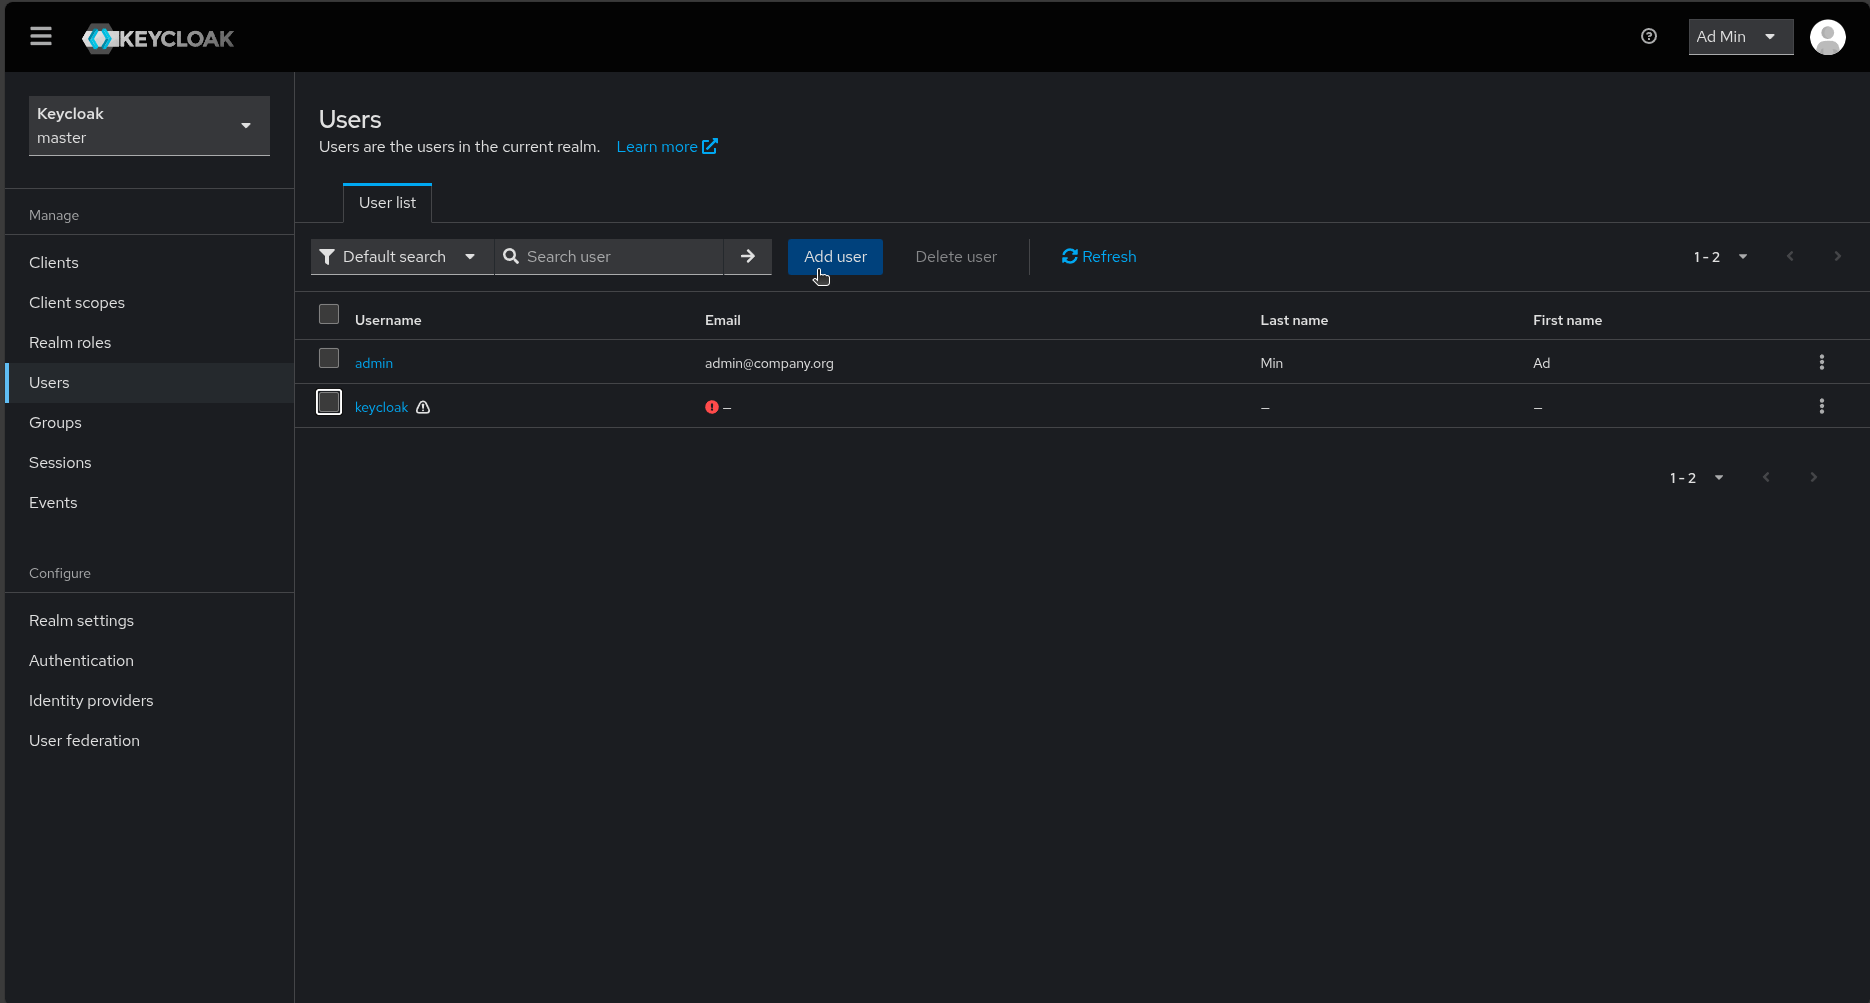 KEYCLOAK
Ad Min
Keycloak
master
Manage
Clients
Client scopes
Realm roles
Users
Groups
Sessions
Events
Configure
Realm settings
Authentication
Identity providers
User federation
Users
Users are the users in the current realm. Learn more
User list
Default search Search user Add user Delete user Refresh 1 - 2
Username Email Last name First name
admin admin@company.org Min Ad
keycloak – – –
1 - 2